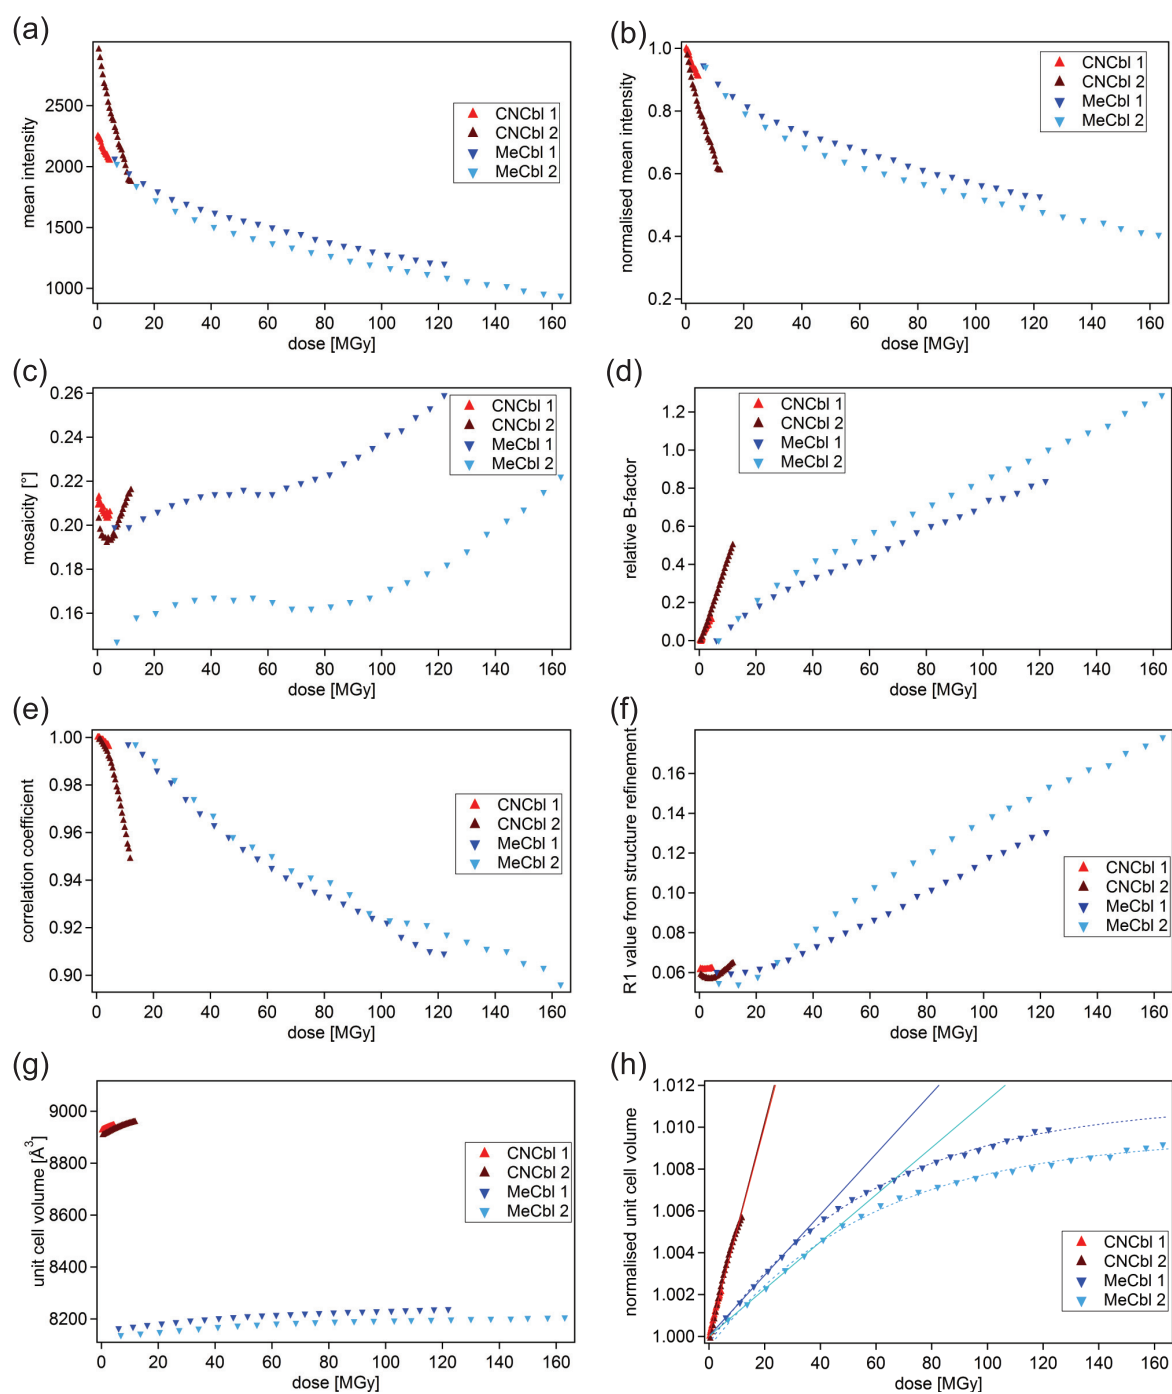 (a)
mean intensity
2500
2000
1500
1000
0 20 40 60 80 100 120 140 160
dose [MGy]
CNCbl 1
CNCbl 2
MeCbl 1
MeCbl 2
(b)
normalised mean intensity
1.0
0.8
0.6
0.4
0.2
0 20 40 60 80 100 120 140 160
dose [MGy]
CNCbl 1
CNCbl 2
MeCbl 1
MeCbl 2
(c)
mosaicity [°]
0.26
0.24
0.22
0.20
0.18
0.16
0 20 40 60 80 100 120 140 160
dose [MGy]
CNCbl 1
CNCbl 2
MeCbl 1
MeCbl 2
(d)
relative B-factor
1.2
1.0
0.8
0.6
0.4
0.2
0.0
0 20 40 60 80 100 120 140 160
dose [MGy]
CNCbl 1
CNCbl 2
MeCbl 1
MeCbl 2
(e)
correlation coefficient
1.00
0.98
0.96
0.94
0.92
0.90
0 20 40 60 80 100 120 140 160
dose [MGy]
CNCbl 1
CNCbl 2
MeCbl 1
MeCbl 2
(f)
R1 value from structure refinement
0.16
0.14
0.12
0.10
0.08
0.06
0 20 40 60 80 100 120 140 160
dose [MGy]
CNCbl 1
CNCbl 2
MeCbl 1
MeCbl 2
(g)
unit cell volume [Å³]
9000
8800
8600
8400
8200
0 20 40 60 80 100 120 140 160
dose [MGy]
CNCbl 1
CNCbl 2
MeCbl 1
MeCbl 2
(h)
normalised unit cell volume
1.012
1.010
1.008
1.006
1.004
1.002
1.000
0 20 40 60 80 100 120 140 160
dose [MGy]
CNCbl 1
CNCbl 2
MeCbl 1
MeCbl 2